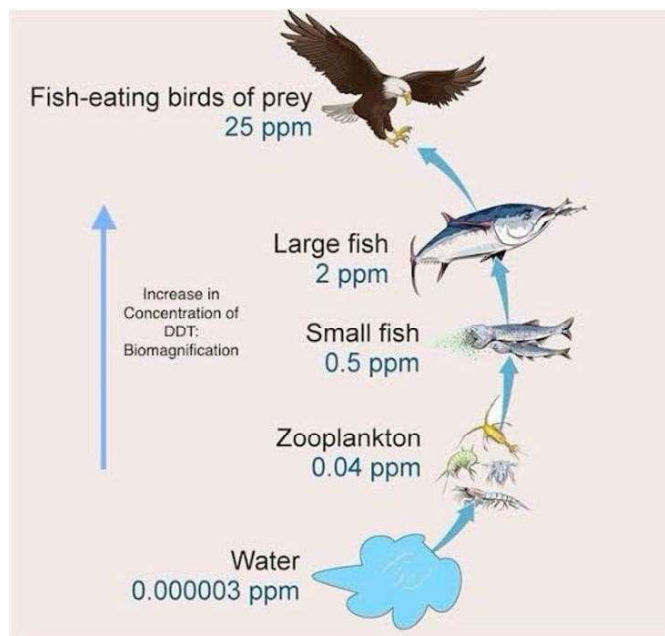 Fish-eating birds of prey
25 ppm
Large fish
2 ppm
Increase in
Concentration of
DDT:
Biomagnification
Small fish
0.5 ppm
Zooplankton
0.04 ppm
Water
0.000003 ppm